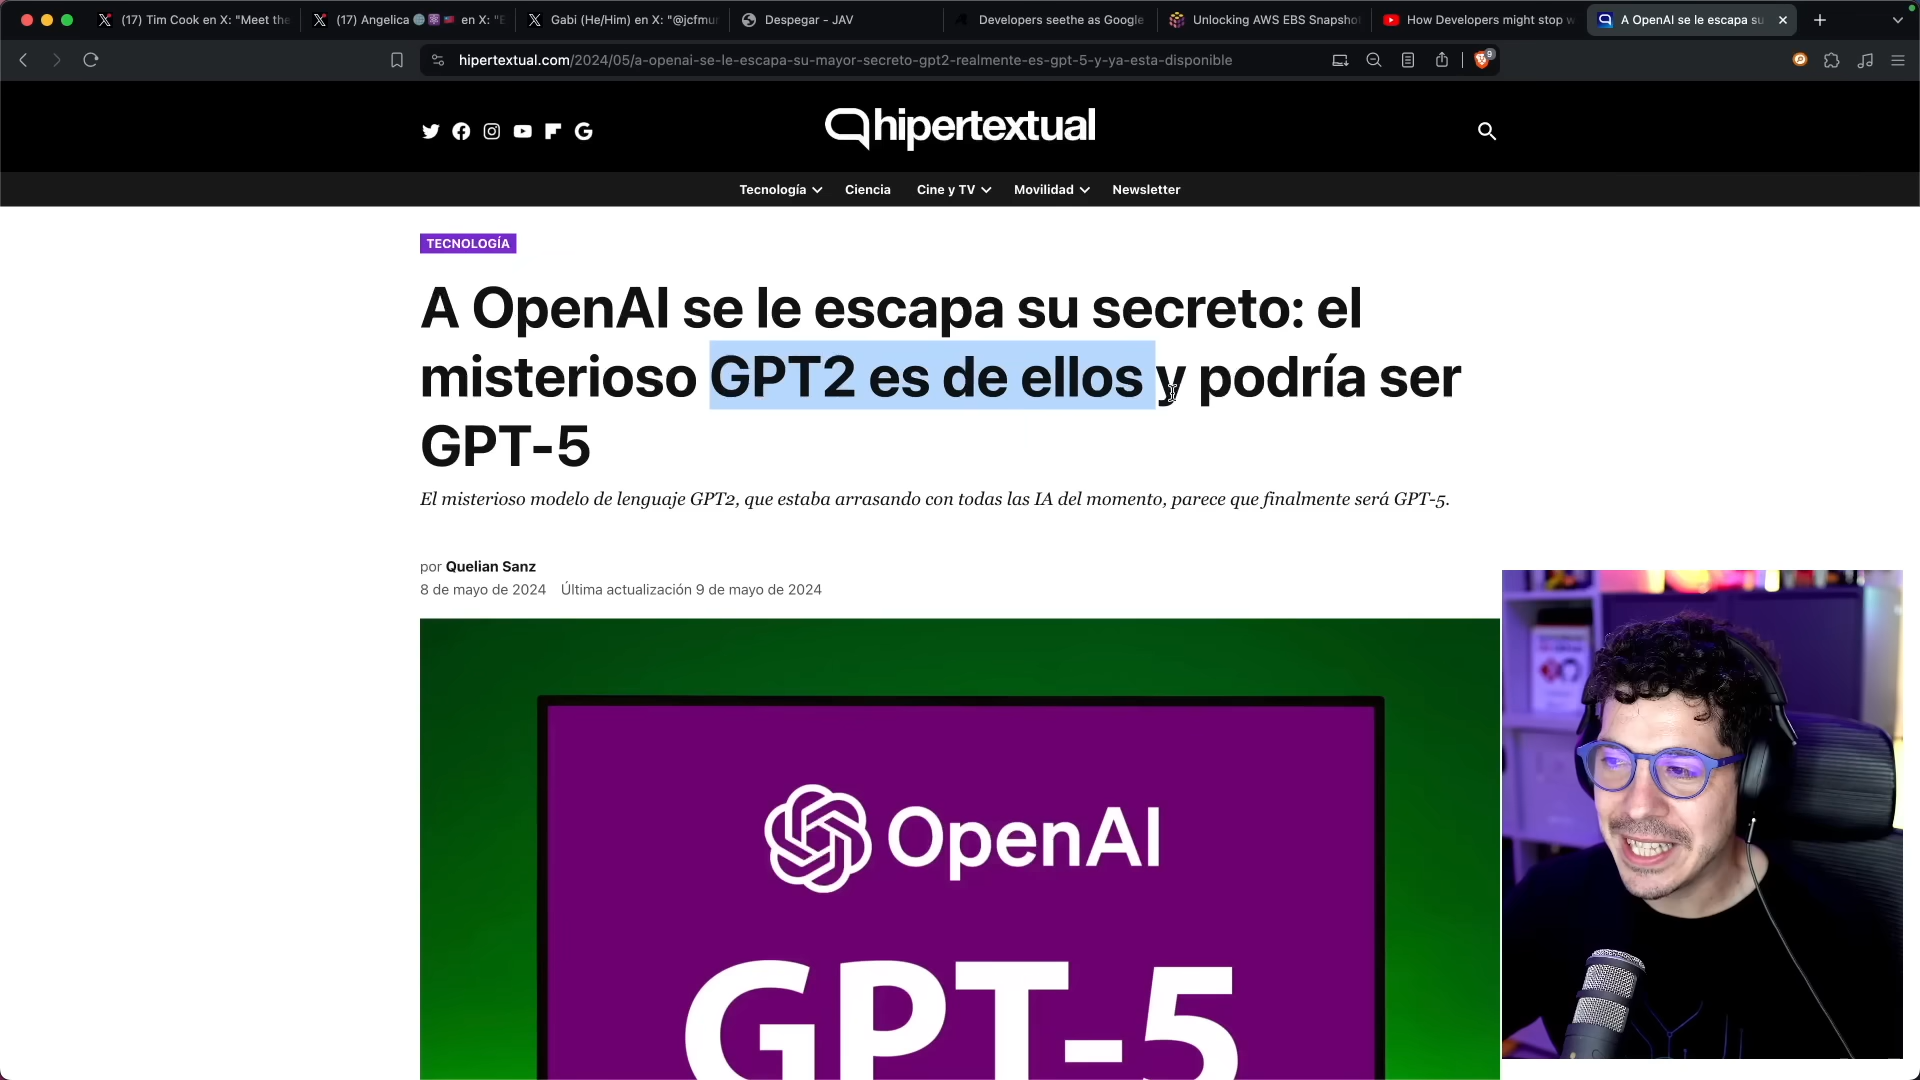 (17) Tim Cook en X: "Meet the
(17) Angelica en X: "E
Gabi (He/Him) en X: "@jcfmur
Despegar - JAV
Developers seethe as Google
Unlocking AWS EBS Snapshot
How Developers might stop w
A OpenAI se le escapa su
hipertextual.com/2024/05/a-openai-se-le-escapa-su-mayor-secreto-gpt2-realmente-es-gpt-5-y-ya-esta-disponible
9
hipertextual
Tecnología
Ciencia
Cine y TV
Movilidad
Newsletter
TECNOLOGÍA
A OpenAI se le escapa su secreto: el
misterioso GPT2 es de ellos y podría ser
GPT-5
El misterioso modelo de lenguaje GPT2, que estaba arrasando con todas las IA del momento, parece que finalmente será GPT-5.
por Quelian Sanz
8 de mayo de 2024 Última actualización 9 de mayo de 2024
OpenAI
GPT-5